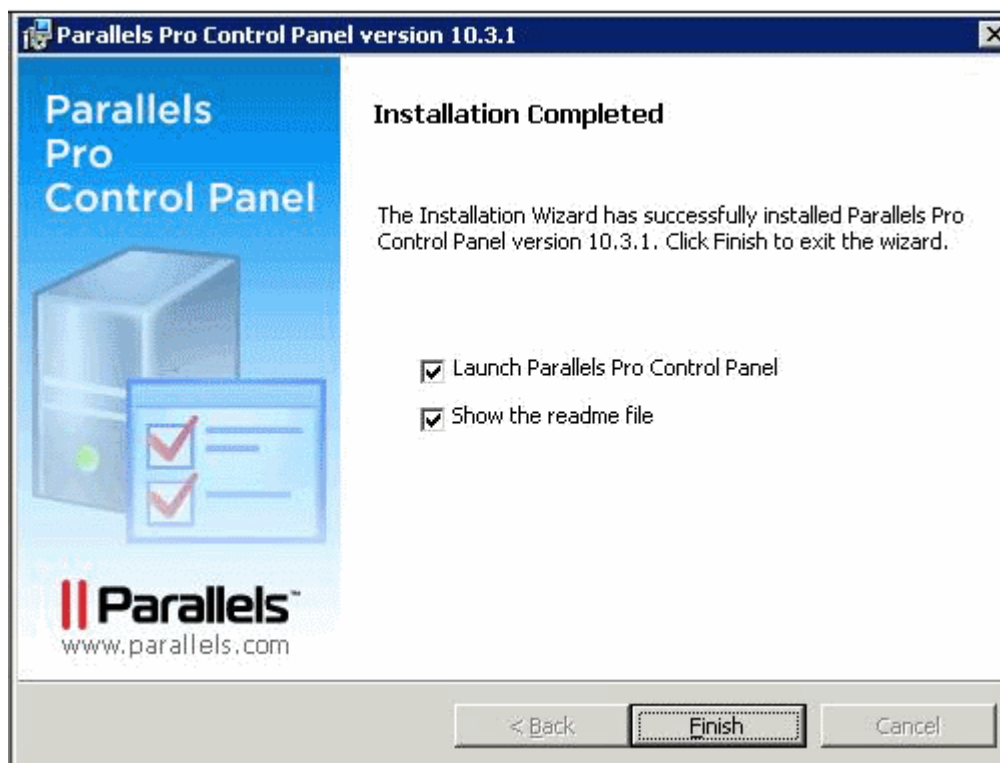 Parallels Pro Control Panel version 10.3.1
Parallels
Pro
Control Panel
Installation Completed
The Installation Wizard has successfully installed Parallels Pro
Control Panel version 10.3.1. Click Finish to exit the wizard.
Launch Parallels Pro Control Panel
Show the readme file
Parallels™
www.parallels.com
< Back
Finish
Cancel